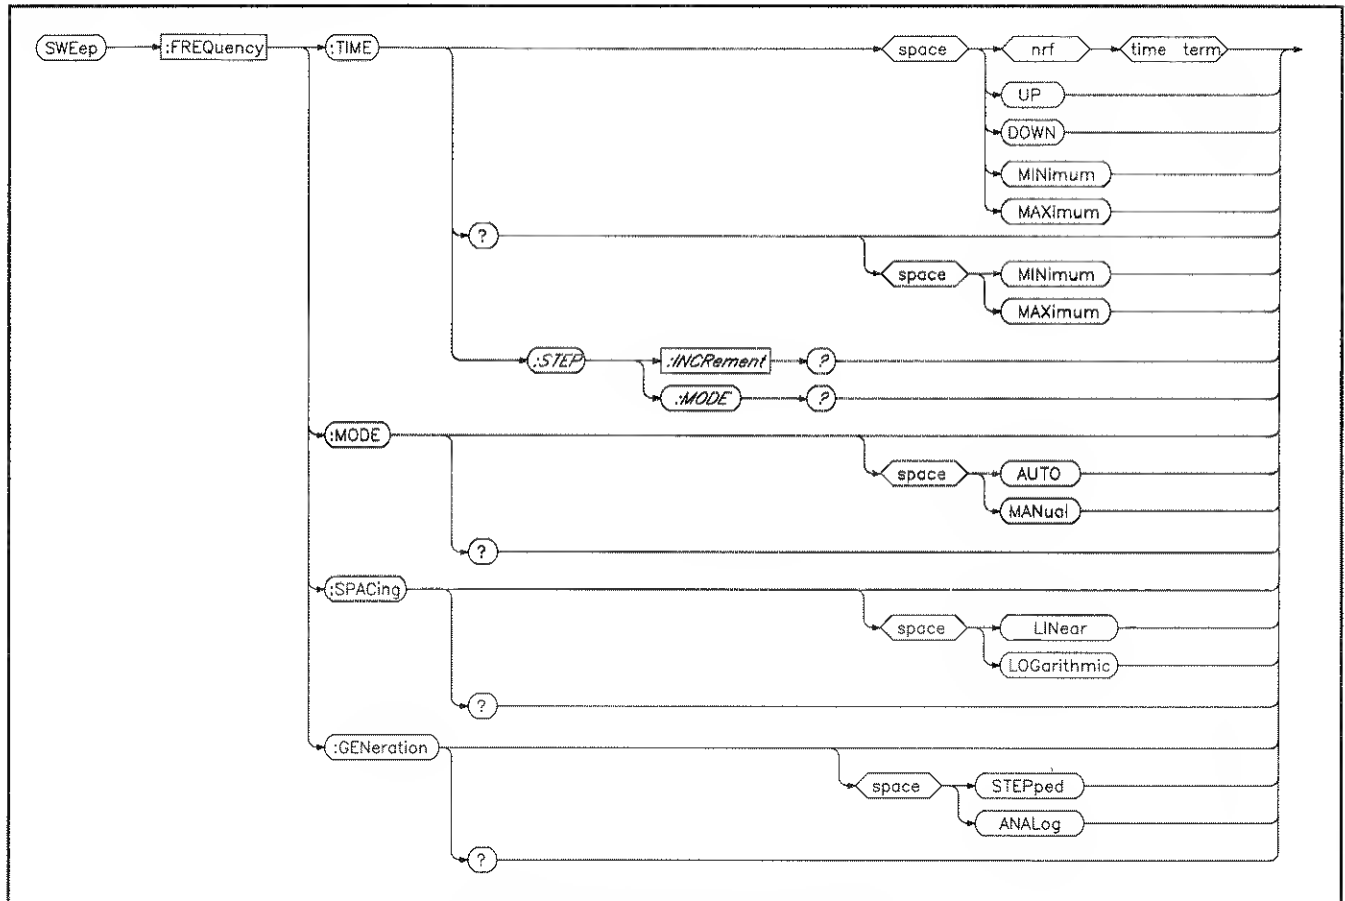 SWEep :FREQuency :TIME space nrf time term
UP
DOWN
MINimum
MAXimum
?
space MINimum
MAXimum
:STEP :INCRement ?
:MODE ?
:MODE
space AUTO
MANual
?
:SPACing
space LINear
LOGarithmic
?
:GENeration
space STEPped
ANALog
?